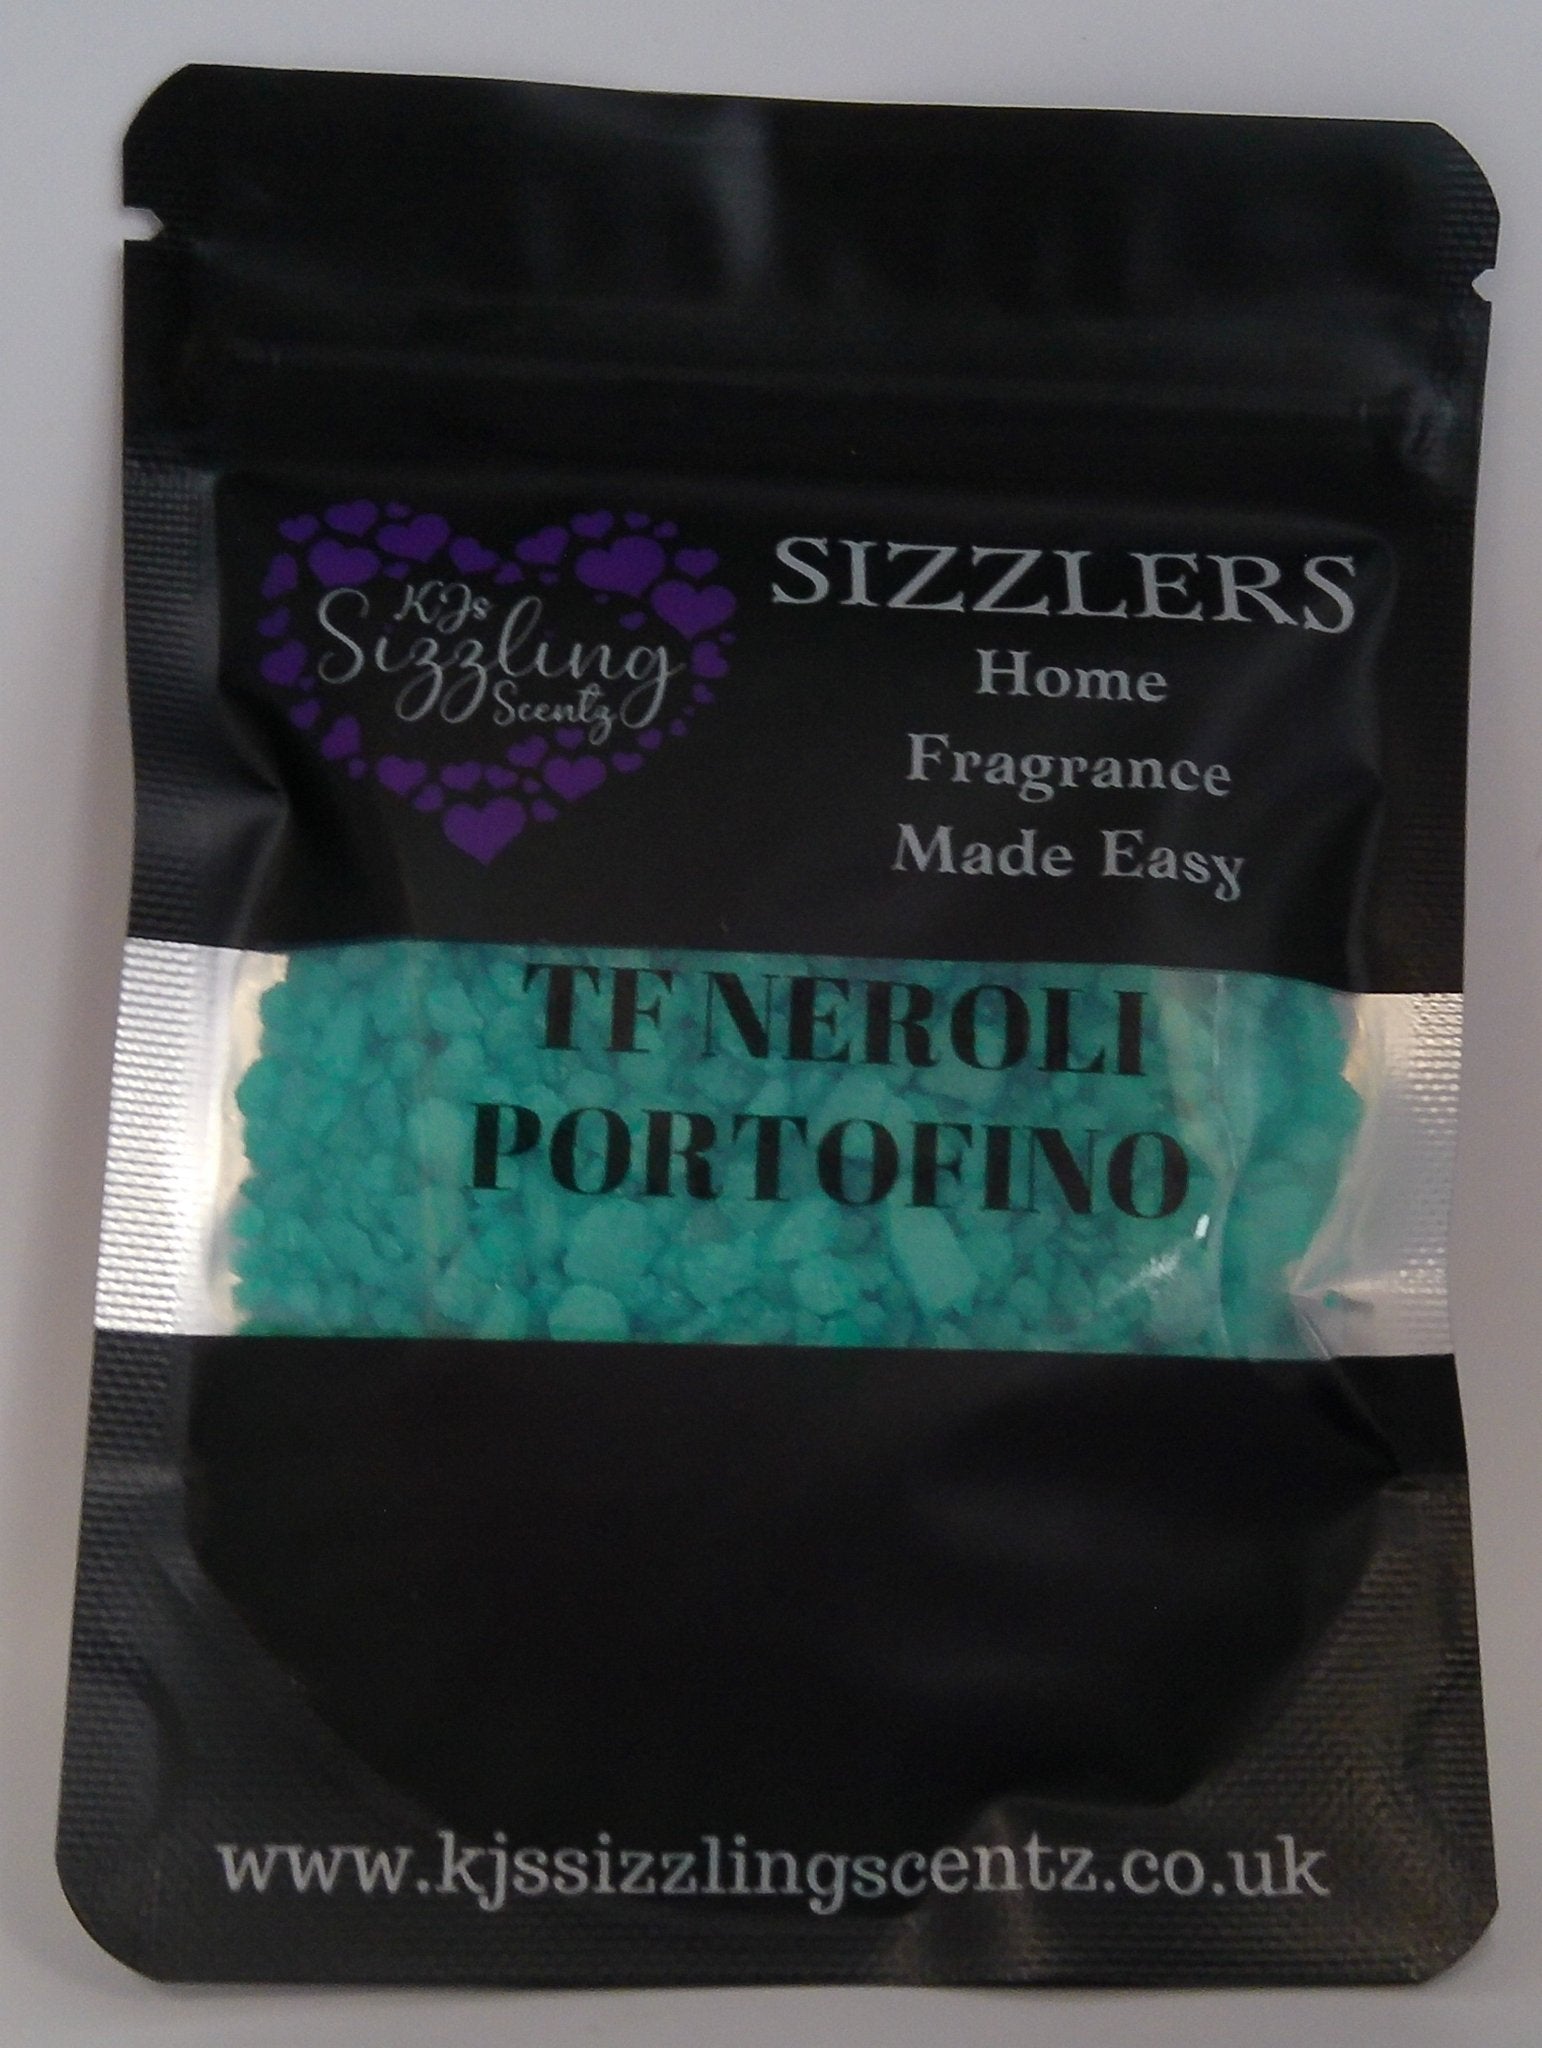 KJs
Sizzling
Scentz
SIZZLERS
Home
Fragrance
Made Easy
TF NEROLI
PORTOFINO
www.kjssizzlingscentz.co.uk